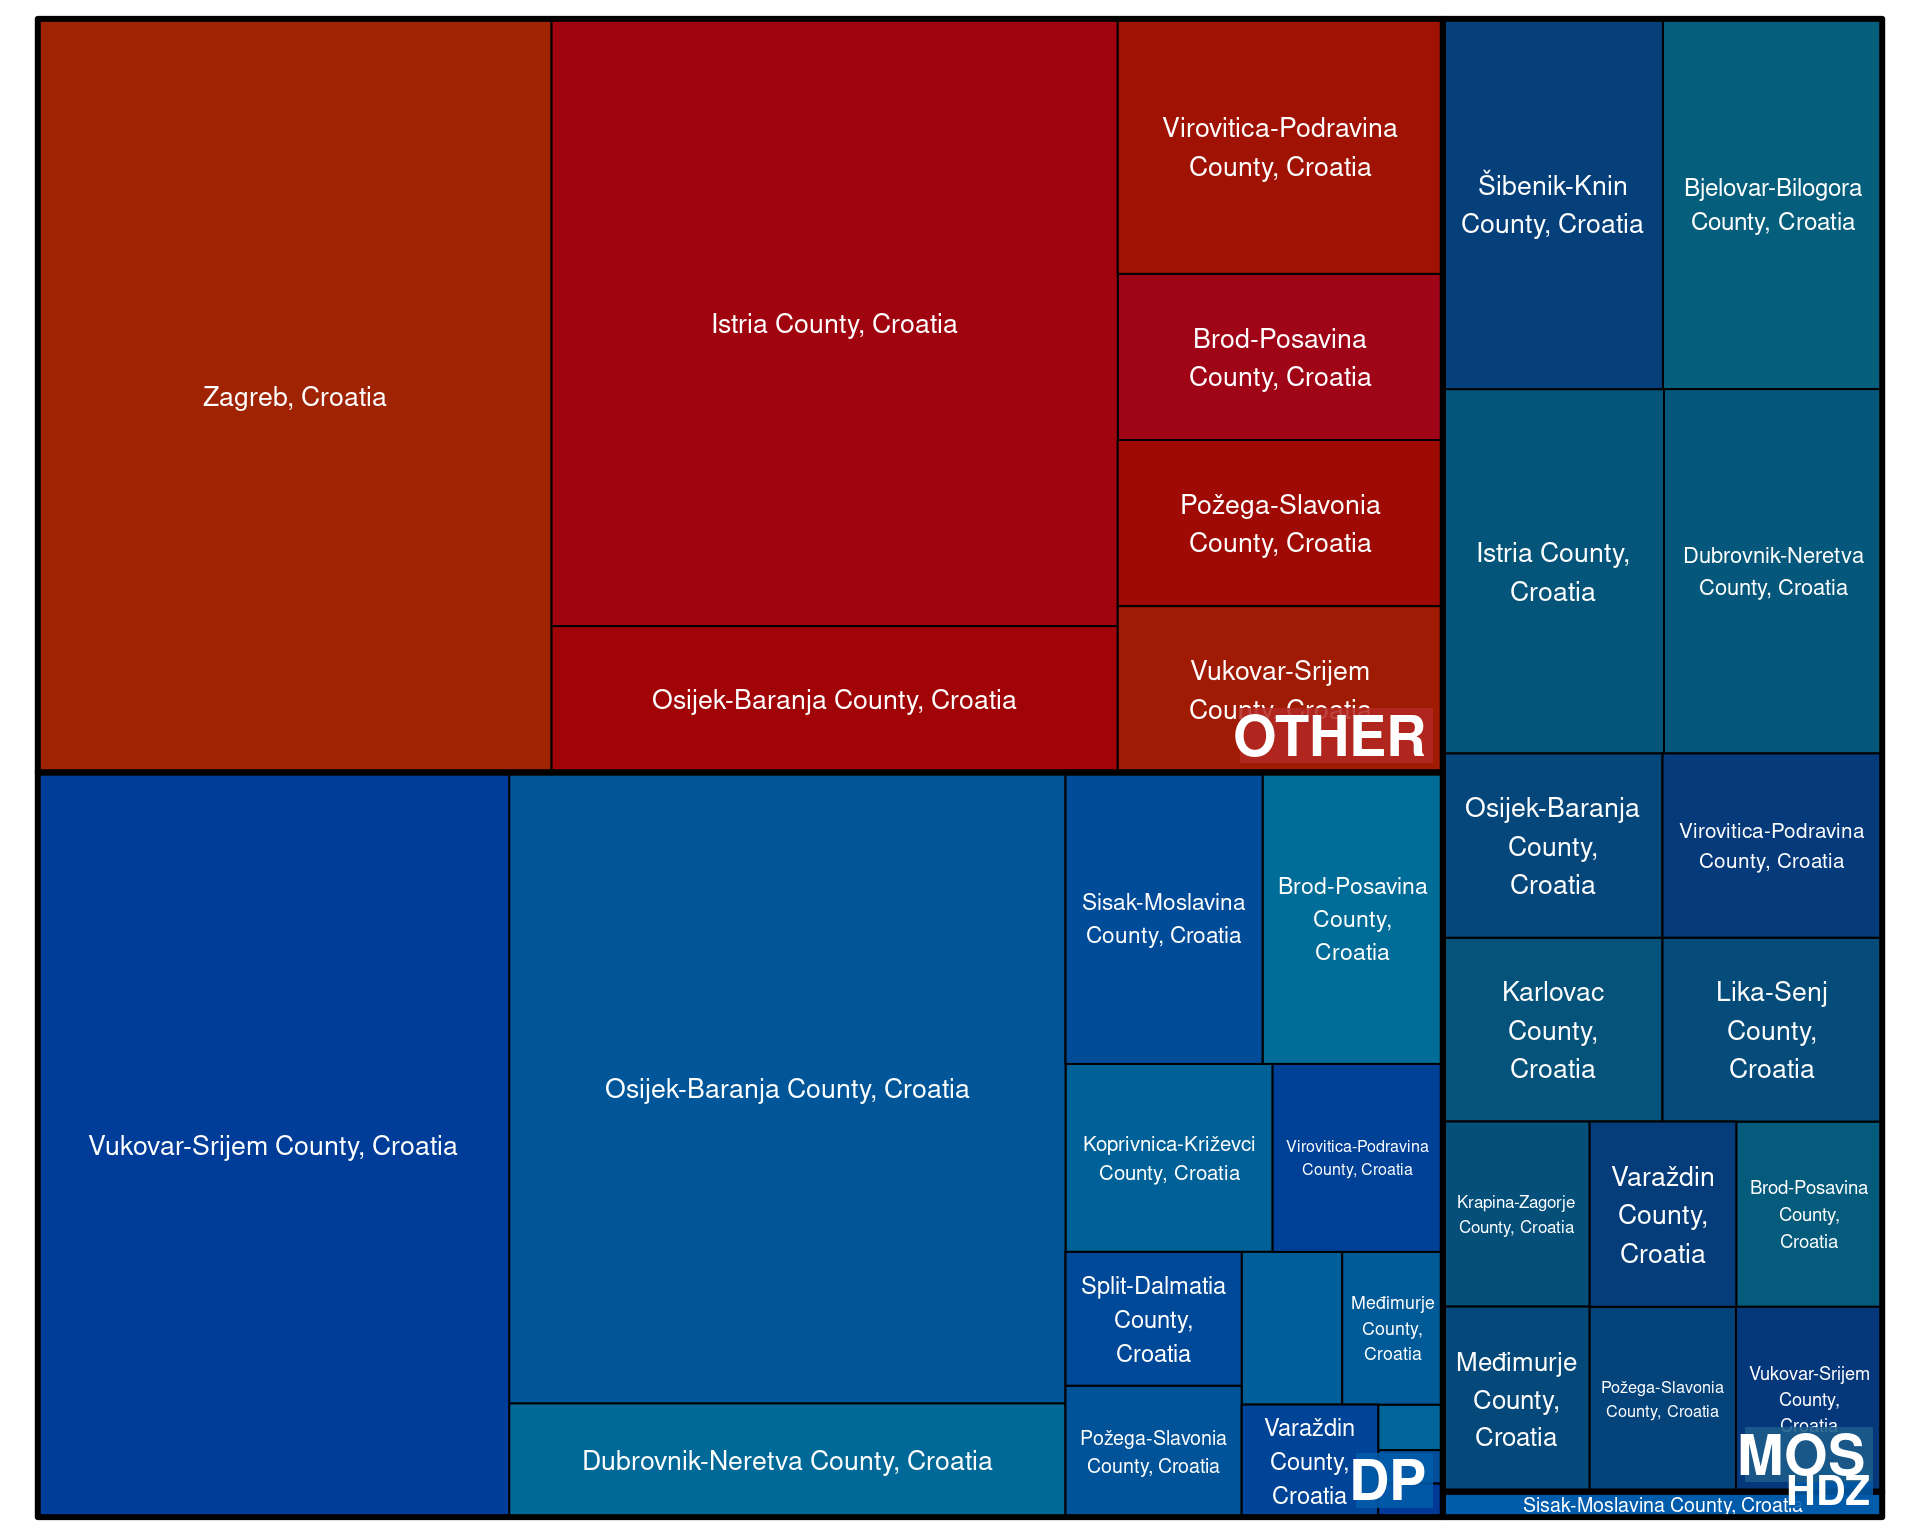 Zagreb, Croatia
Istria County, Croatia
Osijek-Baranja County, Croatia
Virovitica-Podravina
County, Croatia
Brod-Posavina
County, Croatia
Požega-Slavonia
County, Croatia
Vukovar-Srijem
County, Croatia
OTHER
Vukovar-Srijem County, Croatia
Osijek-Baranja County, Croatia
Dubrovnik-Neretva County, Croatia
Sisak-Moslavina
County, Croatia
Brod-Posavina
County,
Croatia
Koprivnica-Križevci
County, Croatia
Virovitica-Podravina
County, Croatia
Split-Dalmatia
County,
Croatia
Međimurje
County,
Croatia
Požega-Slavonia
County, Croatia
Varaždin
County,
Croatia
DP
Šibenik-Knin
County, Croatia
Bjelovar-Bilogora
County, Croatia
Istria County,
Croatia
Dubrovnik-Neretva
County, Croatia
Osijek-Baranja
County,
Croatia
Virovitica-Podravina
County, Croatia
Karlovac
County,
Croatia
Lika-Senj
County,
Croatia
Krapina-Zagorje
County, Croatia
Varaždin
County,
Croatia
Brod-Posavina
County,
Croatia
Međimurje
County,
Croatia
Požega-Slavonia
County, Croatia
Vukovar-Srijem
County,
Croatia
MOS
HDZ
Sisak-Moslavina County, Croatia